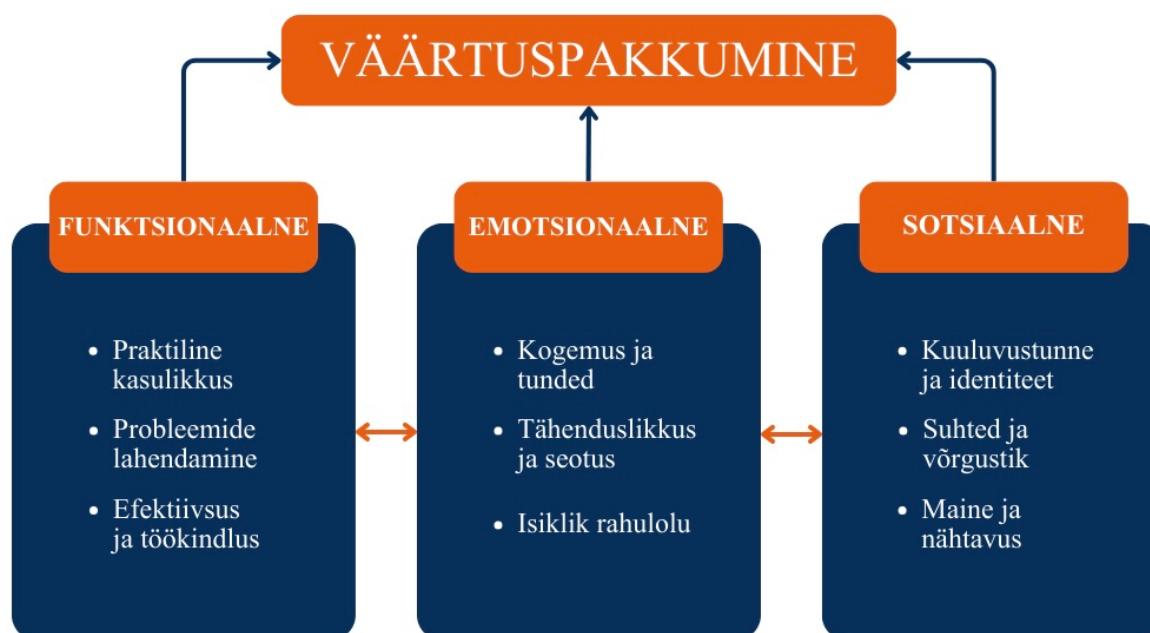 VÄÄRTUSPAKKUMINE
FUNKTSIONAALNE
• Praktiline
kasulikkus
• Probleemide
lahendamine
• Efektiivsus
ja töökindlus
EMOTSIONAALNE
• Kogemus ja
tunded
• Tähenduslikkus
ja seotus
• Isiklik rahulolu
SOTSIAALNE
• Kuuluvustunne
ja identiteet
• Suhted ja
võrgustik
• Maine ja
nähtavus